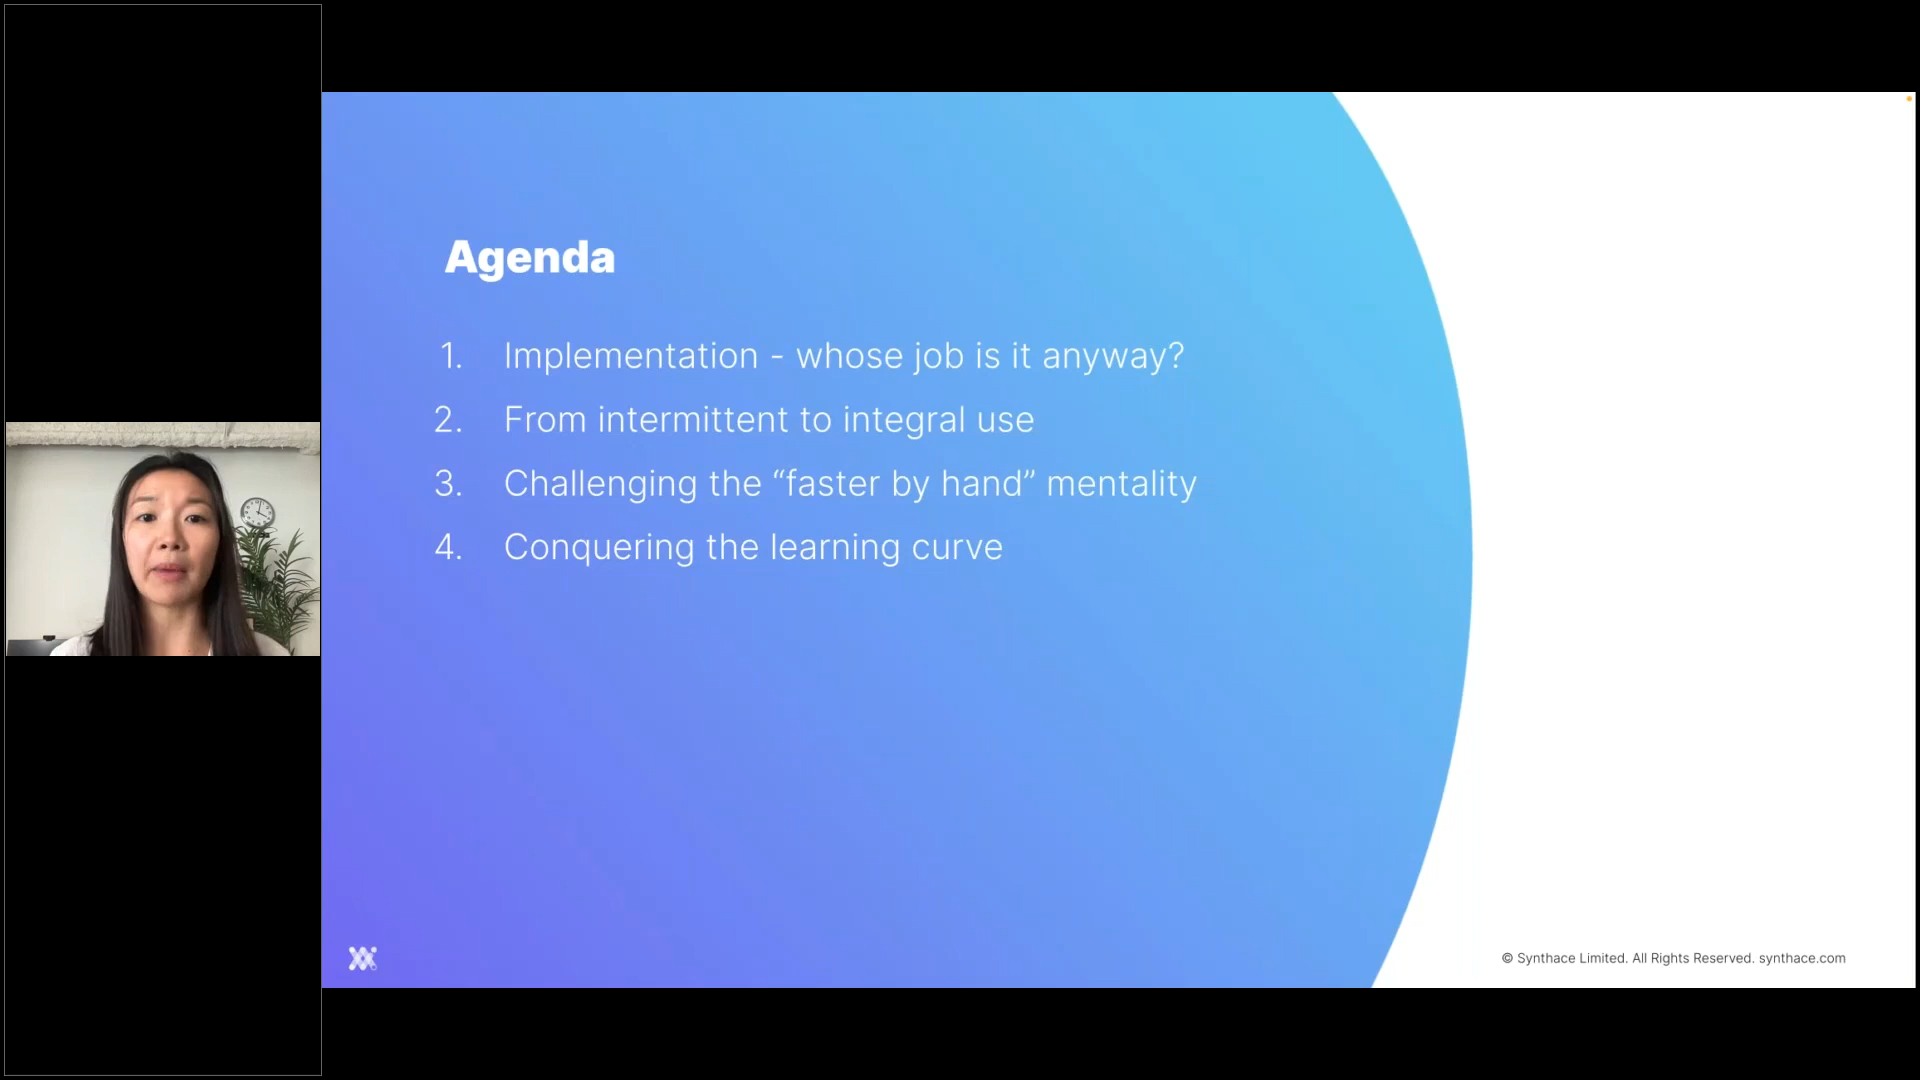 Agenda
1. Implementation - whose job is it anyway?
2. From intermittent to integral use
3. Challenging the “faster by hand” mentality
4. Conquering the learning curve
© Synthace Limited. All Rights Reserved. synthace.com